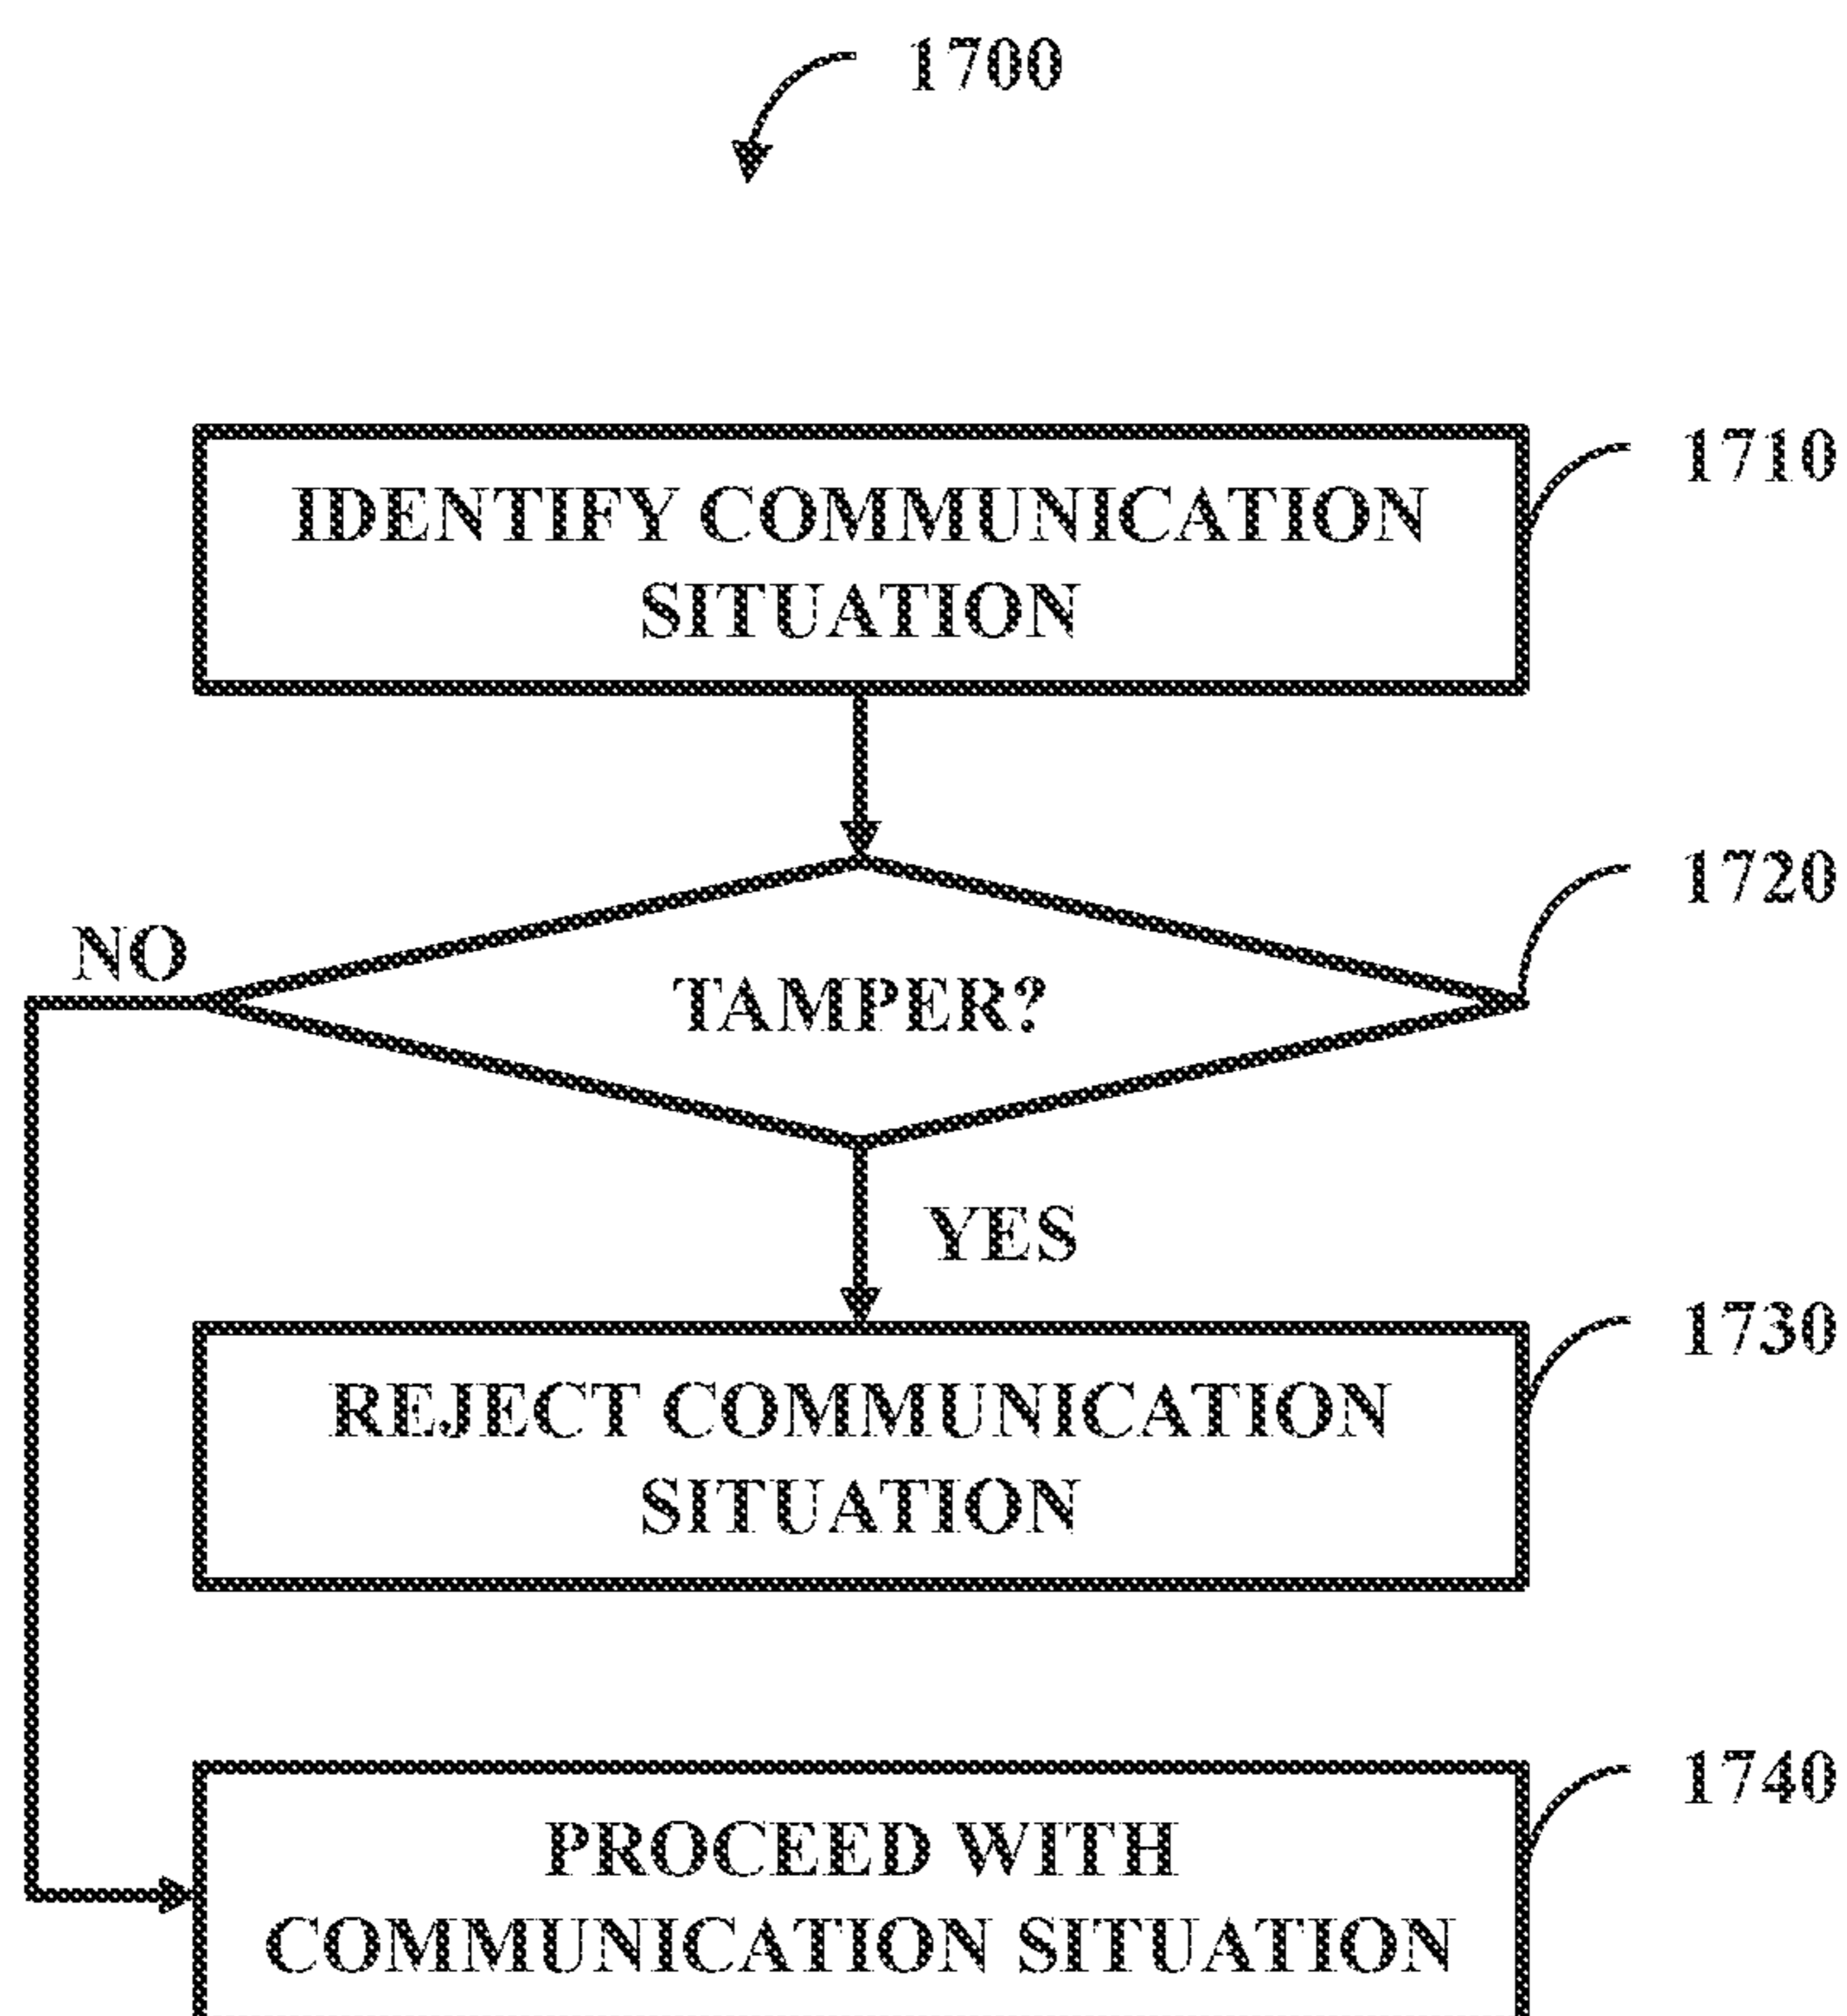 1700
IDENTIFY COMMUNICATION
SITUATION
1710
TAMPER?
1720
NO
YES
REJECT COMMUNICATION
SITUATION
1730
PROCEED WITH
COMMUNICATION SITUATION
1740